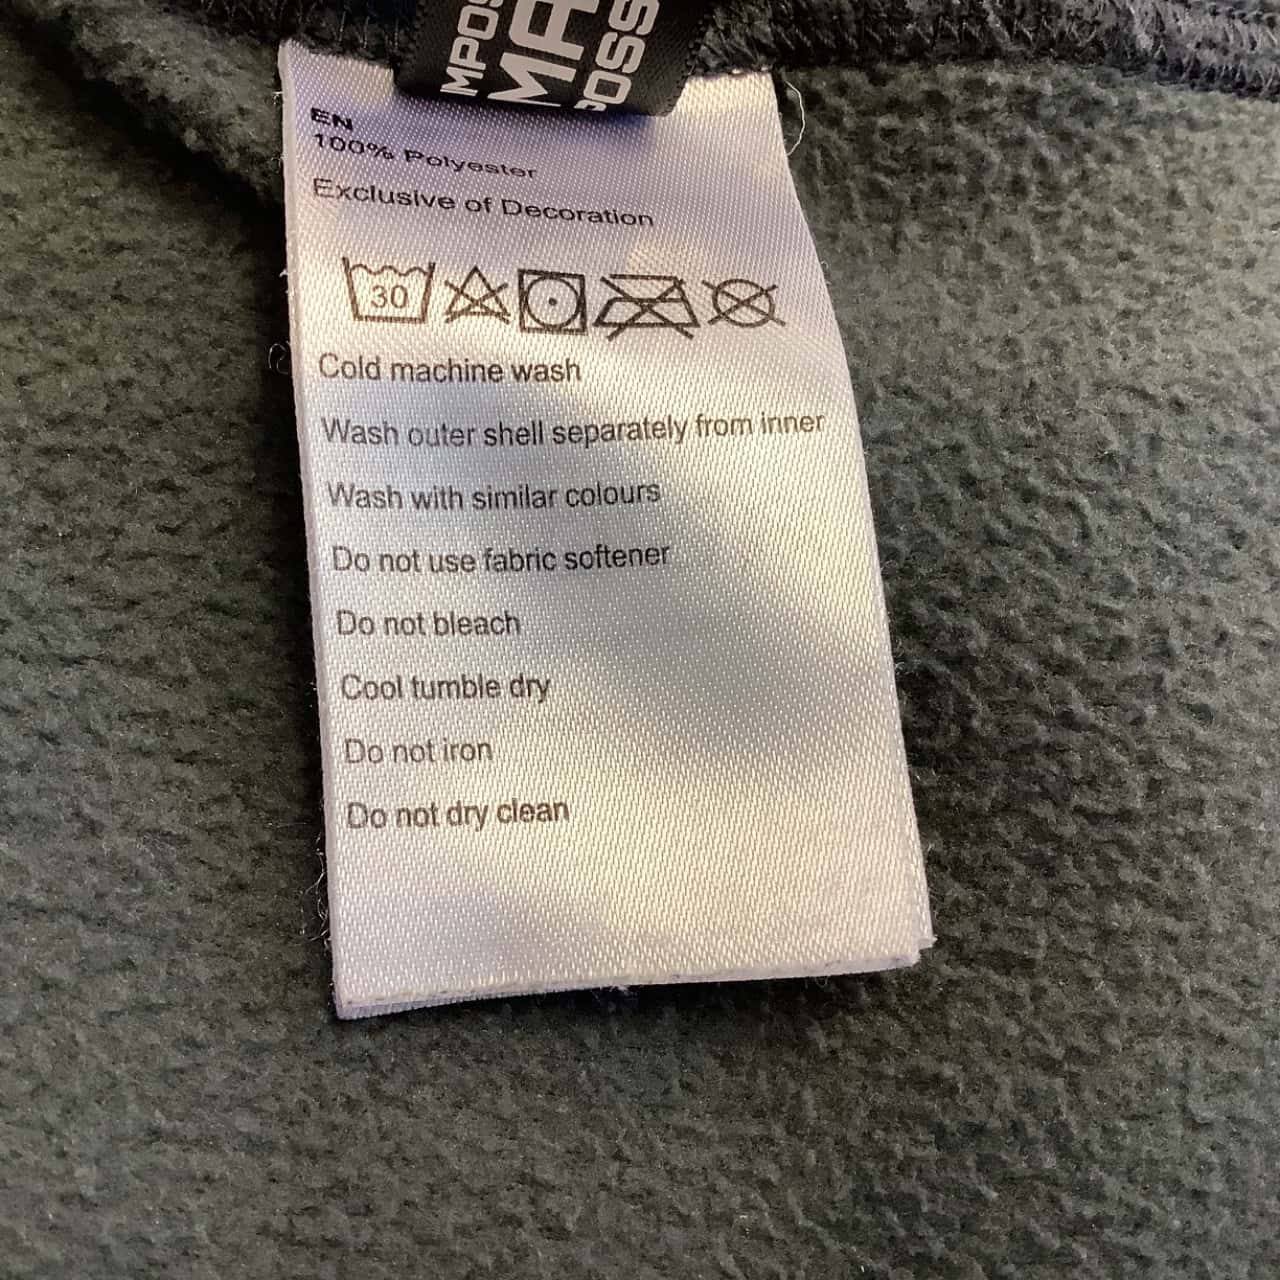 EN
100% Polyester
Exclusive of Decoration
30
Cold machine wash
Wash outer shell separately from inner
Wash with similar colours
Do not use fabric softener
Do not bleach
Cool tumble dry
Do not iron
Do not dry clean